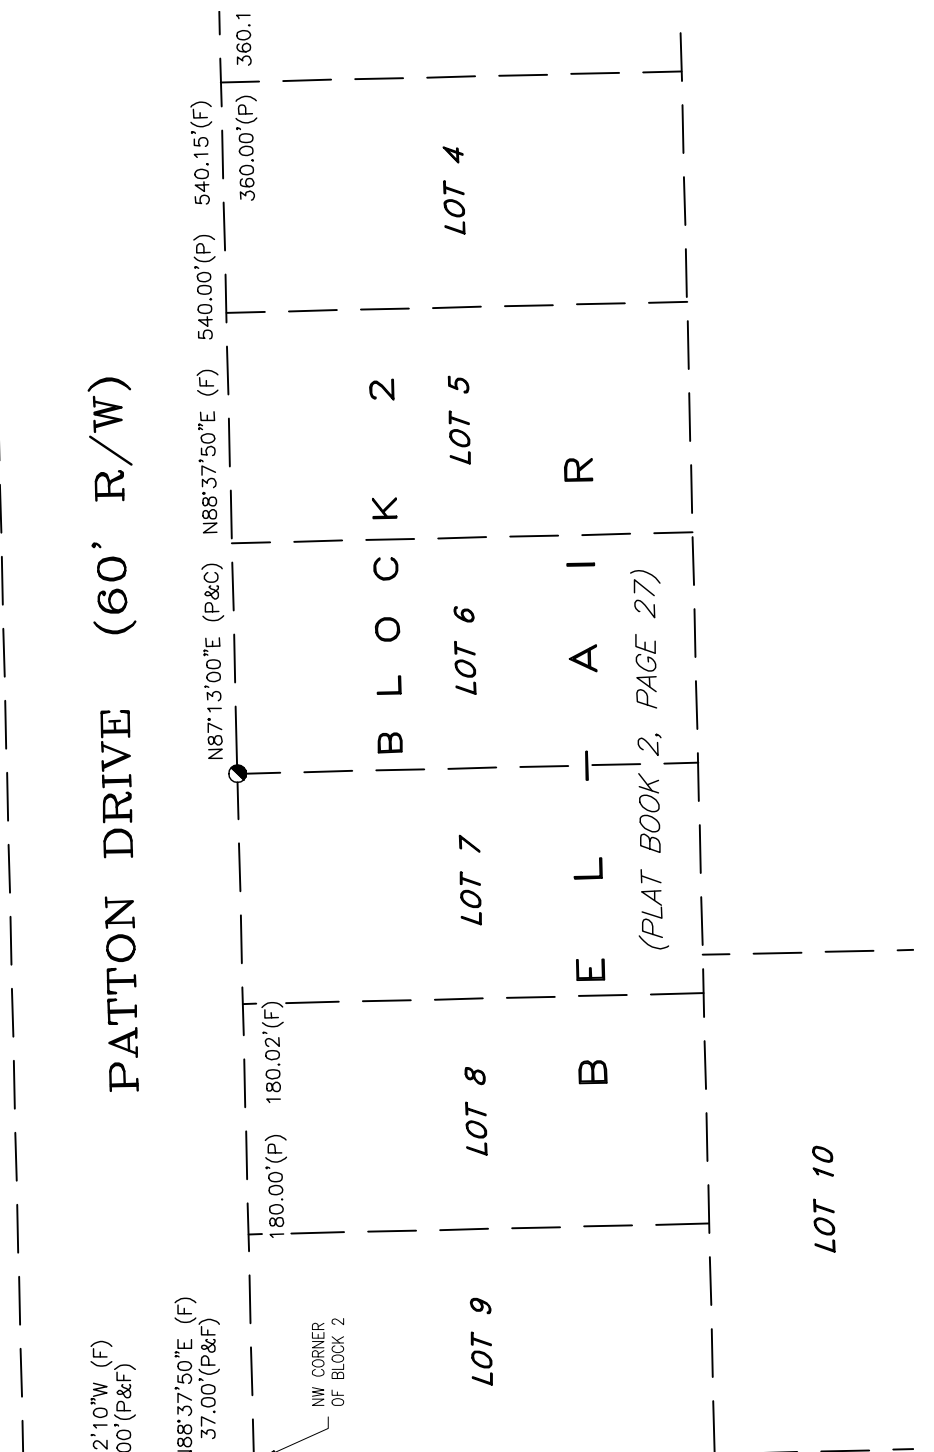 PATTON DRIVE (60' R/W)
N87°13'00"E (P&C) N88°37'50"E (F) 540.00'(P) 540.15'(F)
180.00'(P) 180.02'(F)
360.00'(P) 360.1
2'10"W (F)
00'(P&F)
N88°37'50"E (F)
37.00'(P&F)
NW CORNER
OF BLOCK 2
BLOCK 2
LOT 9
LOT 8
LOT 7
LOT 6
LOT 5
LOT 4
BELTAIR
(PLAT BOOK 2, PAGE 27)
LOT 10